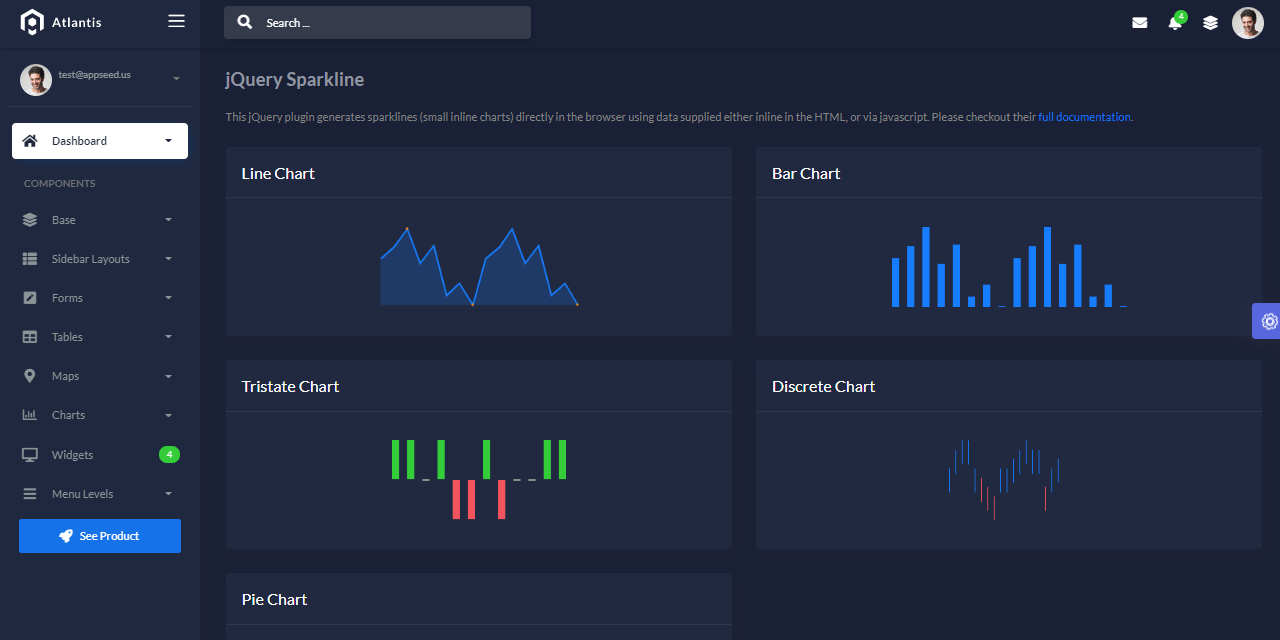 Atlantis
Search ...
4
test@appseed.us
Dashboard
COMPONENTS
Base
Sidebar Layouts
Forms
Tables
Maps
Charts
Widgets
4
Menu Levels
See Product
jQuery Sparkline
This jQuery plugin generates sparklines (small inline charts) directly in the browser using data supplied either inline in the HTML, or via javascript. Please checkout their full documentation.
Line Chart
Bar Chart
Tristate Chart
Discrete Chart
Pie Chart